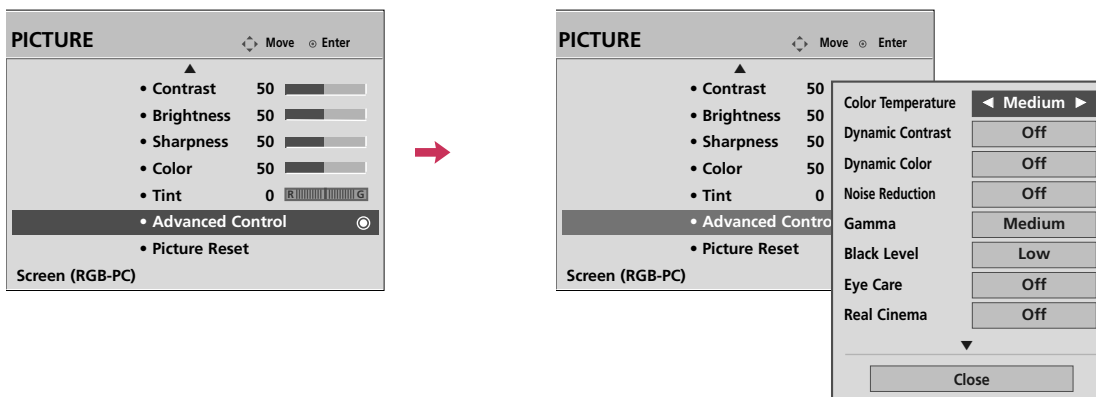 PICTURE Move Enter
• Contrast 50
• Brightness 50
• Sharpness 50
• Color 50
• Tint 0 R G
• Advanced Control
• Picture Reset
Screen (RGB-PC)
PICTURE Move Enter
• Contrast 50
• Brightness 50
• Sharpness 50
• Color 50
• Tint 0
• Advanced Contro
• Picture Reset
Screen (RGB-PC)
Color Temperature ◀ Medium ▶
Dynamic Contrast Off
Dynamic Color Off
Noise Reduction Off
Gamma Medium
Black Level Low
Eye Care Off
Real Cinema Off
Close